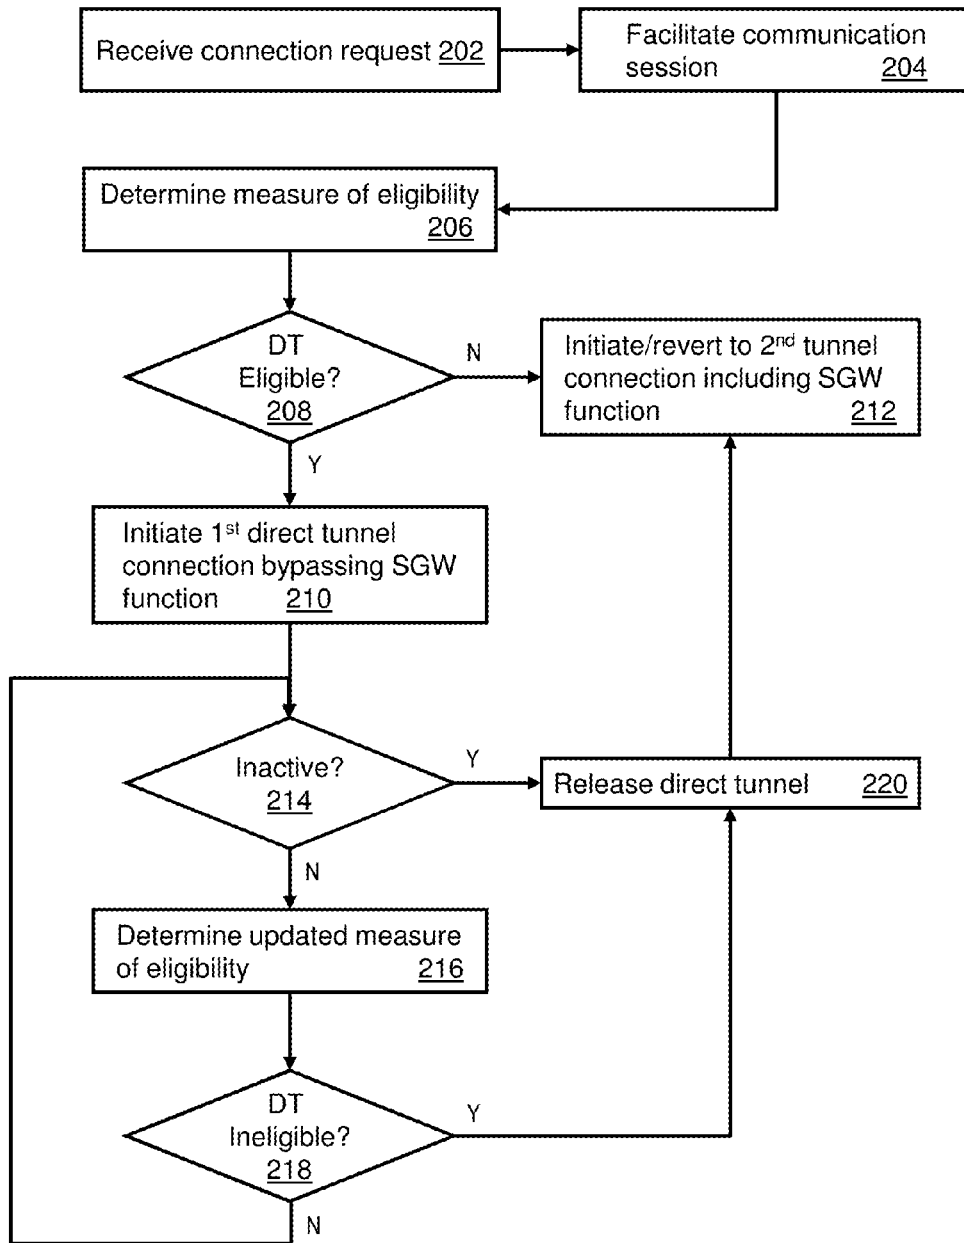 Receive connection request 202
Facilitate communication
session 204
Determine measure of eligibility
206
DT
Eligible?
208
N
Initiate/revert to 2nd tunnel
connection including SGW
function 212
Y
Initiate 1st direct tunnel
connection bypassing SGW
function 210
Inactive?
214
Y
Release direct tunnel 220
N
Determine updated measure
of eligibility 216
DT
Ineligible?
218
Y
N